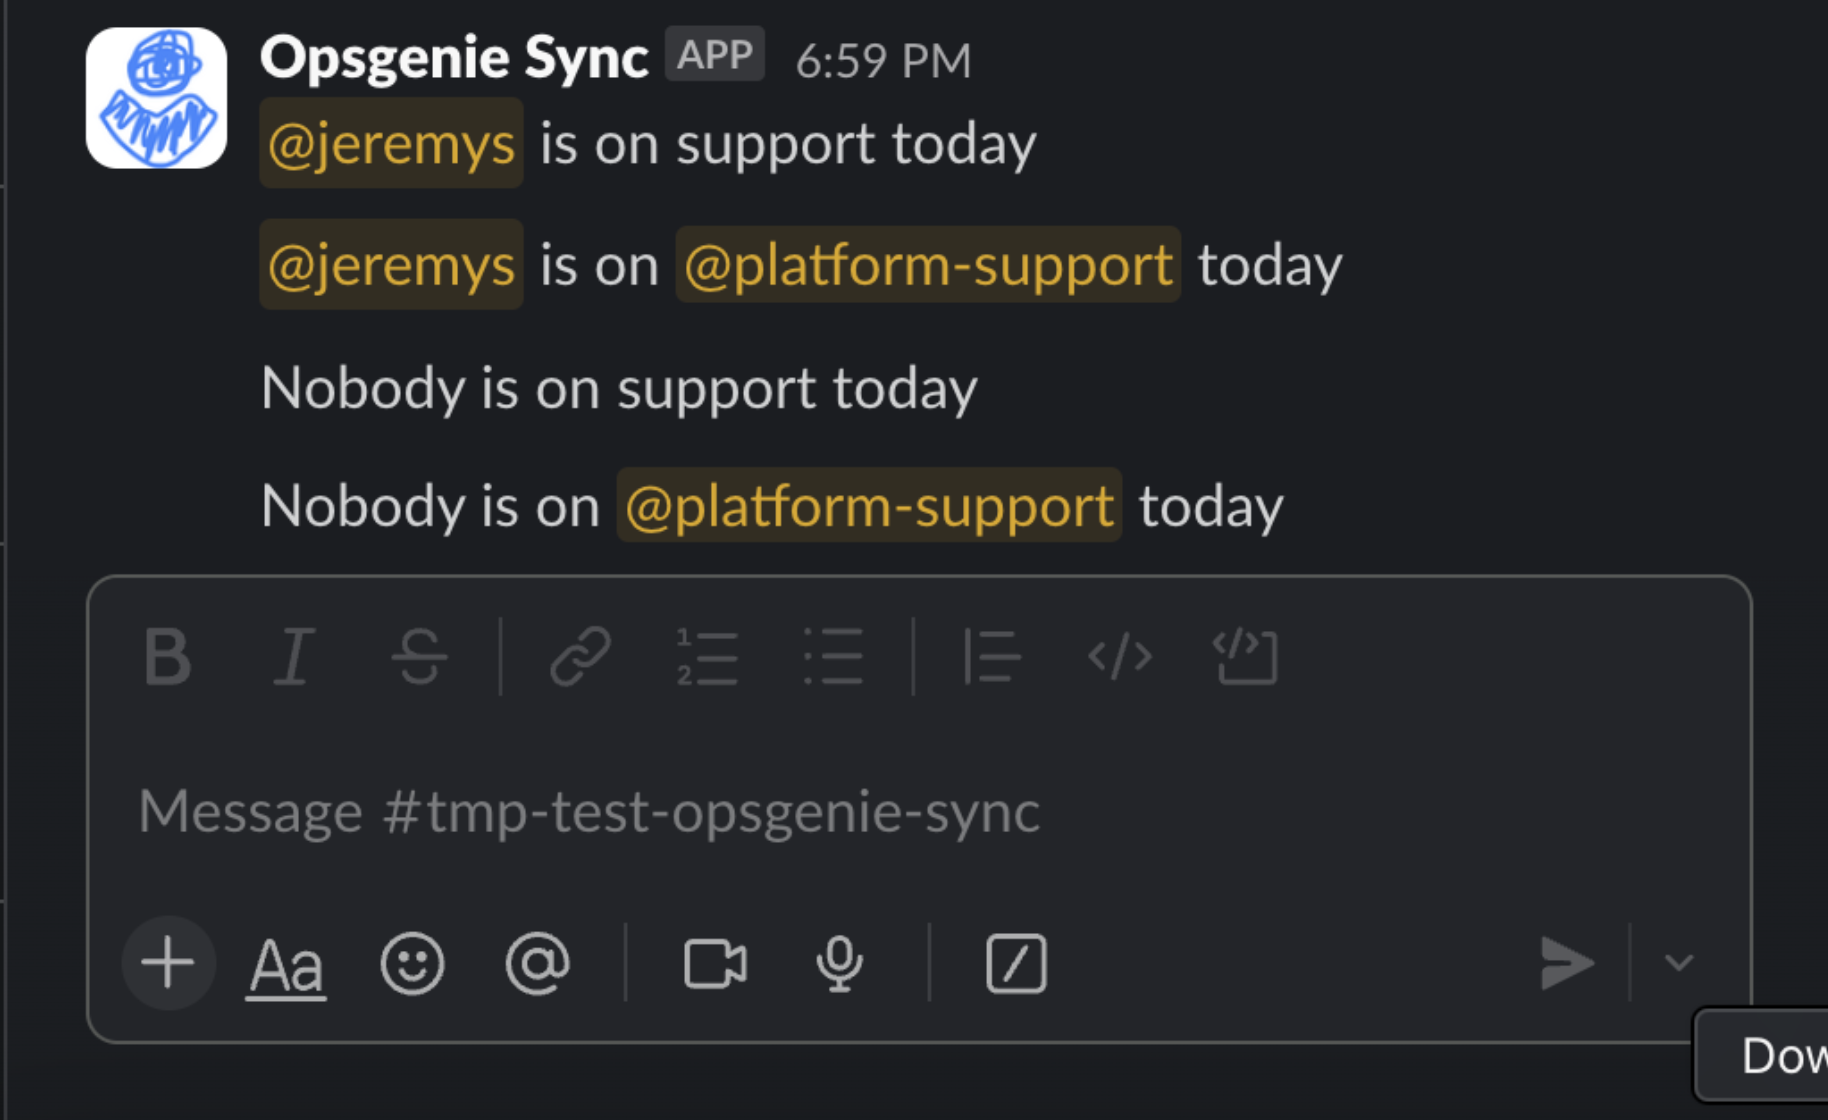 Opsgenie Sync APP 6:59 PM
@jeremys is on support today
@jeremys is on @platform-support today
Nobody is on support today
Nobody is on @platform-support today
Message #tmp-test-opsgenie-sync
Aa
Dow